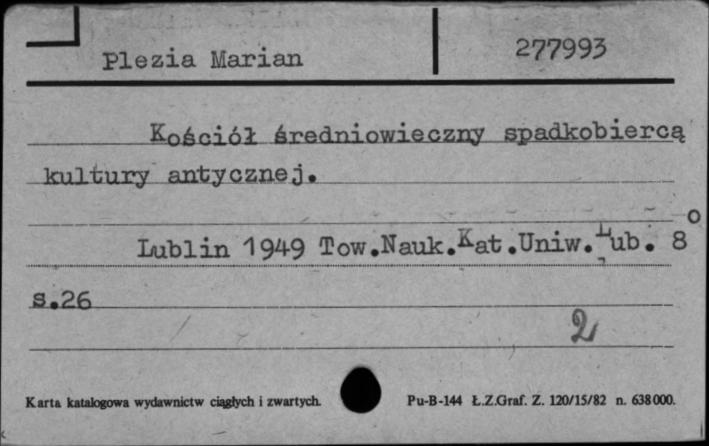 Plezia Marian 277993
Kościół średniowieczny spadkobiercą
kultury antycznej.
Lublin 1949 Tow.Nauk.Kat.Uniw.Lub. 8°
s.26
2
Karta katalogowa wydawnictw ciągłych i zwartych. Pu-B-144 Ł.Z.Graf. Z. 120/15/82 n. 638000.